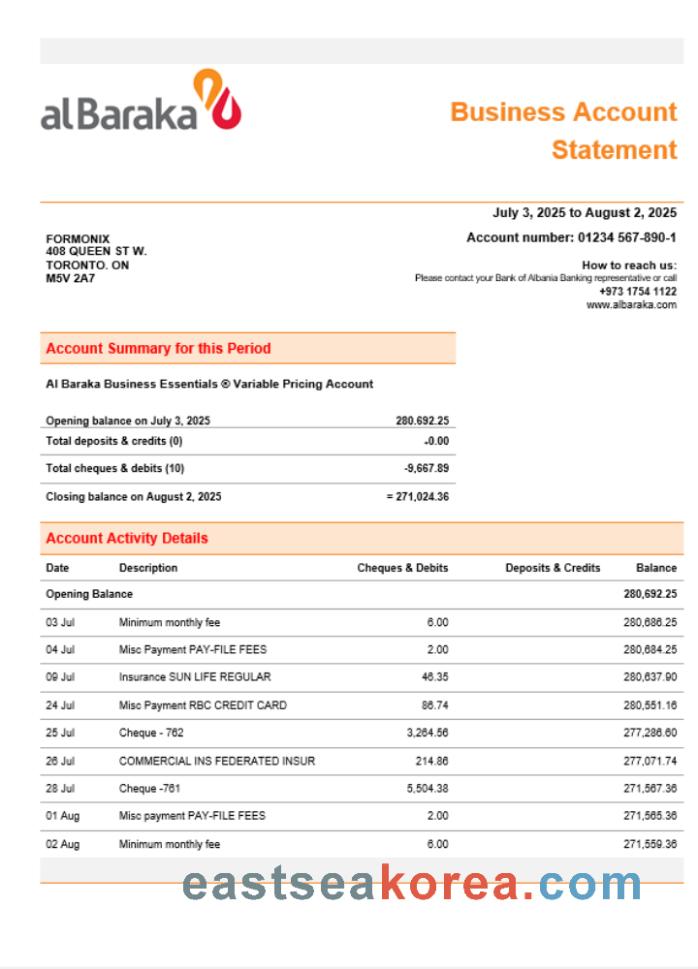 al Baraka
Business Account
Statement
July 3, 2025 to August 2, 2025
FORMONIX
408 QUEEN ST W.
TORONTO. ON
M5V 2A7
Account number: 01234 567-890-1
How to reach us:
Please contact your Bank of Albania Banking representative or call
+973 1754 1122
www.albaraka.com
Account Summary for this Period
Al Baraka Business Essentials ® Variable Pricing Account
Opening balance on July 3, 2025 280.692.25
Total deposits & credits (0) -0.00
Total cheques & debits (10) -9,667.89
Closing balance on August 2, 2025 = 271,024.36
Account Activity Details
Date Description Cheques & Debits Deposits & Credits Balance
Opening Balance 280,692.25
03 Jul Minimum monthly fee 6.00 280,686.25
04 Jul Misc Payment PAY-FILE FEES 2.00 280,684.25
09 Jul Insurance SUN LIFE REGULAR 46.35 280,637.90
24 Jul Misc Payment RBC CREDIT CARD 86.74 280,551.16
25 Jul Cheque - 762 3,264.56 277,286.60
26 Jul COMMERCIAL INS FEDERATED INSUR 214.86 277,071.74
28 Jul Cheque -761 5,504.38 271,567.36
01 Aug Misc payment PAY-FILE FEES 2.00 271,565.36
02 Aug Minimum monthly fee 6.00 271,559.36
eastseakorea.com